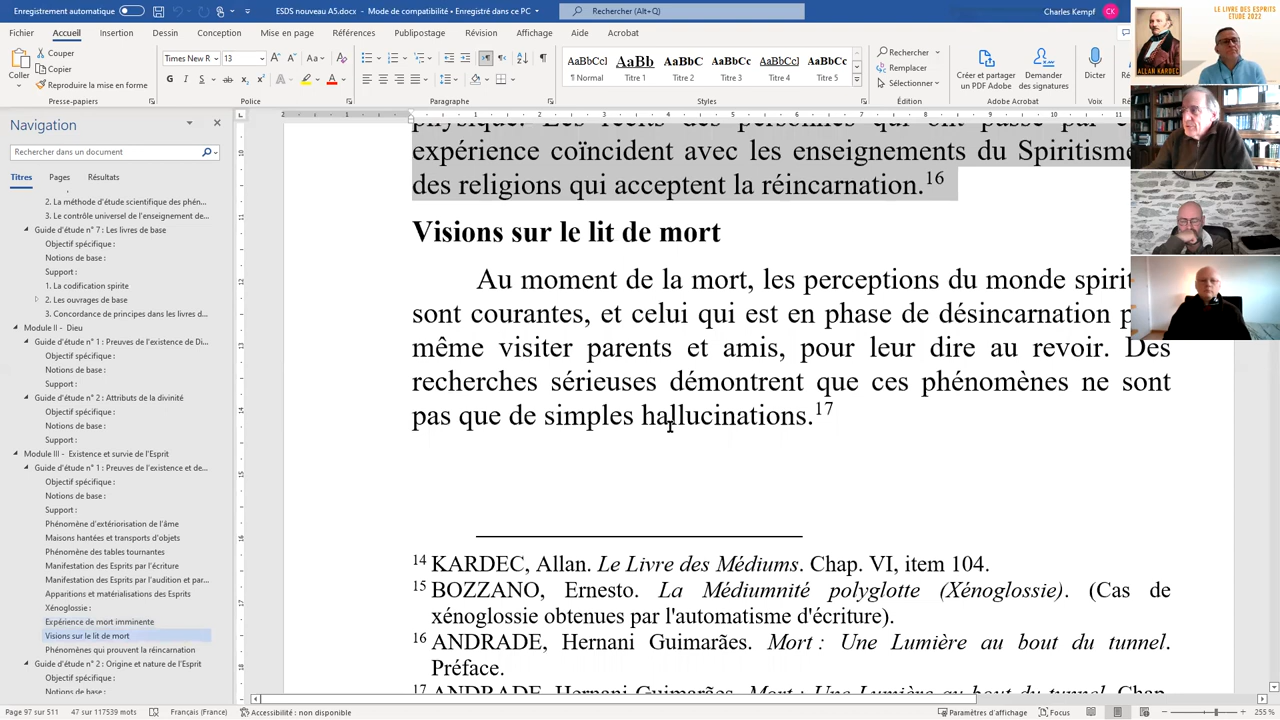 Enregistrement automatique
ESDS nouveau A5.docx - Mode de compatibilité • Enregistré dans ce PC
Rechercher (Alt+Q)
Charles Kempf
CK
LE LIVRE DES ESPRITS
ETUDE 2022
ALLAN KARDEC
Fichier Accueil Insertion Dessin Conception Mise en page Références Publipostage Révision Affichage Aide Acrobat
Coller
Couper
Copier
Reproduire la mise en forme
Presse-papiers
Times New R
13
G I S
Police
Paragraphe
AaBbCcI AaBb AaBbC AaBbCc AaBbCcI AaBbCc
¶ Normal Titre 1 Titre 2 Titre 3 Titre 4 Titre 5
Styles
Rechercher
Remplacer
Sélectionner
Édition
Créer et partager un PDF Adobe
Demander des signatures
Adobe Acrobat
Dicter
Voix
Navigation
Rechercher dans un document
Titres Pages Résultats
2. La méthode d'étude scientifique des phén...
3. Le contrôle universel de l'enseignement de...
Guide d'étude n° 7 : Les livres de base
Objectif spécifique :
Notions de base :
Support :
1. La codification spirite
2. Les ouvrages de base
3. Concordance de principes dans les livres d...
Module II - Dieu
Guide d'étude n° 1 : Preuves de l'existence de Di...
Objectif spécifique :
Notions de base :
Support :
Guide d'étude n° 2 : Attributs de la divinité
Objectif spécifique :
Notions de base :
Support :
Module III - Existence et survie de l'Esprit
Guide d'étude n° 1 : Preuves de l'existence et de...
Objectif spécifique :
Notions de base :
Support :
Phénomène d'extériorisation de l'âme
Maisons hantées et transports d'objets
Phénomène des tables tournantes
Manifestation des Esprits par l'écriture
Manifestation des Esprits par l'audition et par...
Apparitions et matérialisations des Esprits
Xénoglossie :
Expérience de mort imminente
Visions sur le lit de mort
Phénomènes qui prouvent la réincarnation
Guide d'étude n° 2 : Origine et nature de l'Esprit
Objectif spécifique :
Notions de base :
physique. Les récits des personnes qui ont passé par
expérience coïncident avec les enseignements du Spiritisme
des religions qui acceptent la réincarnation.16
Visions sur le lit de mort
Au moment de la mort, les perceptions du monde spirit
sont courantes, et celui qui est en phase de désincarnation p
même visiter parents et amis, pour leur dire au revoir. Des
recherches sérieuses démontrent que ces phénomènes ne sont
pas que de simples hallucinations.17
14 KARDEC, Allan. Le Livre des Médiums. Chap. VI, item 104.
15 BOZZANO, Ernesto. La Médiumnité polyglotte (Xénoglossie). (Cas de
xénoglossie obtenues par l'automatisme d'écriture).
16 ANDRADE, Hernani Guimarães. Mort : Une Lumière au bout du tunnel.
Préface.
17 ANDRADE, Hernani Guimarães. Mort : Une Lumière au bout du tunnel. Chap.
Page 97 sur 511 47 sur 117539 mots Français (France) Accessibilité : non disponible Paramètres d'affichage Focus 255 %